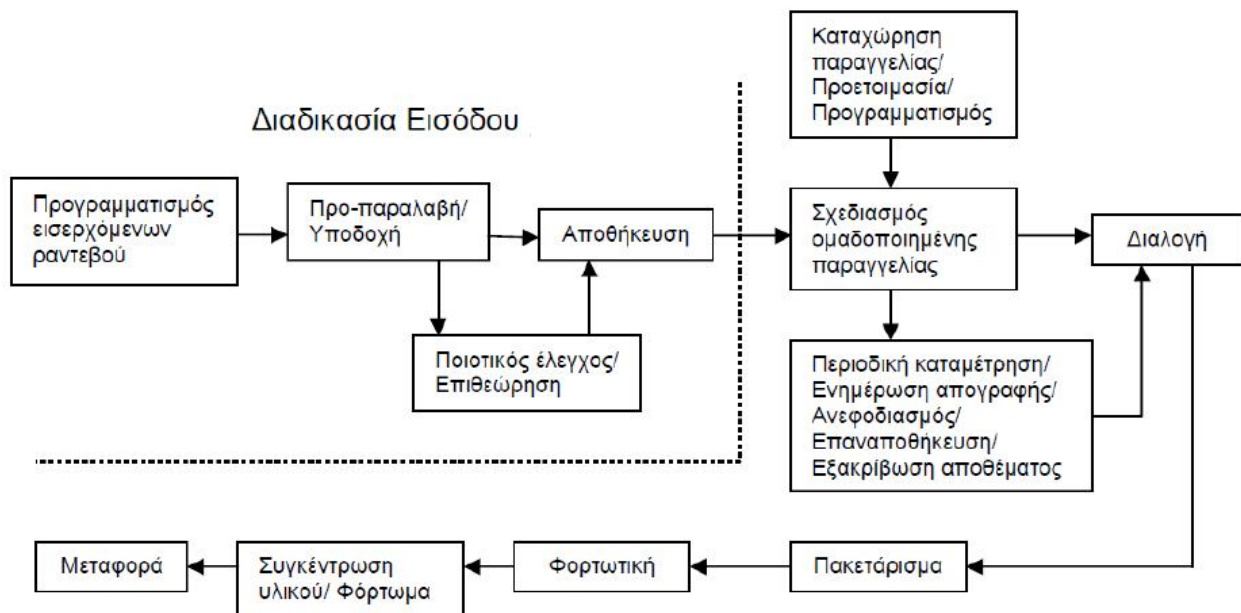 Διαδικασία Εισόδου
Προγραμματισμός
εισερχόμενων
ραντεβού
Προ-παραλαβή/
Υποδοχή
Αποθήκευση
Ποιοτικός έλεγχος/
Επιθεώρηση
Καταχώρηση
παραγγελίας/
Προετοιμασία/
Προγραμματισμός
Σχεδιασμός
ομαδοποιημένης
παραγγελίας
Διαλογή
Περιοδική καταμέτρηση/
Ενημέρωση απογραφής/
Ανεφοδιασμός/
Επαναποθήκευση/
Εξακρίβωση αποθέματος
Πακετάρισμα
Φορτωτική
Συγκέντρωση
υλικού/ Φόρτωμα
Μεταφορά